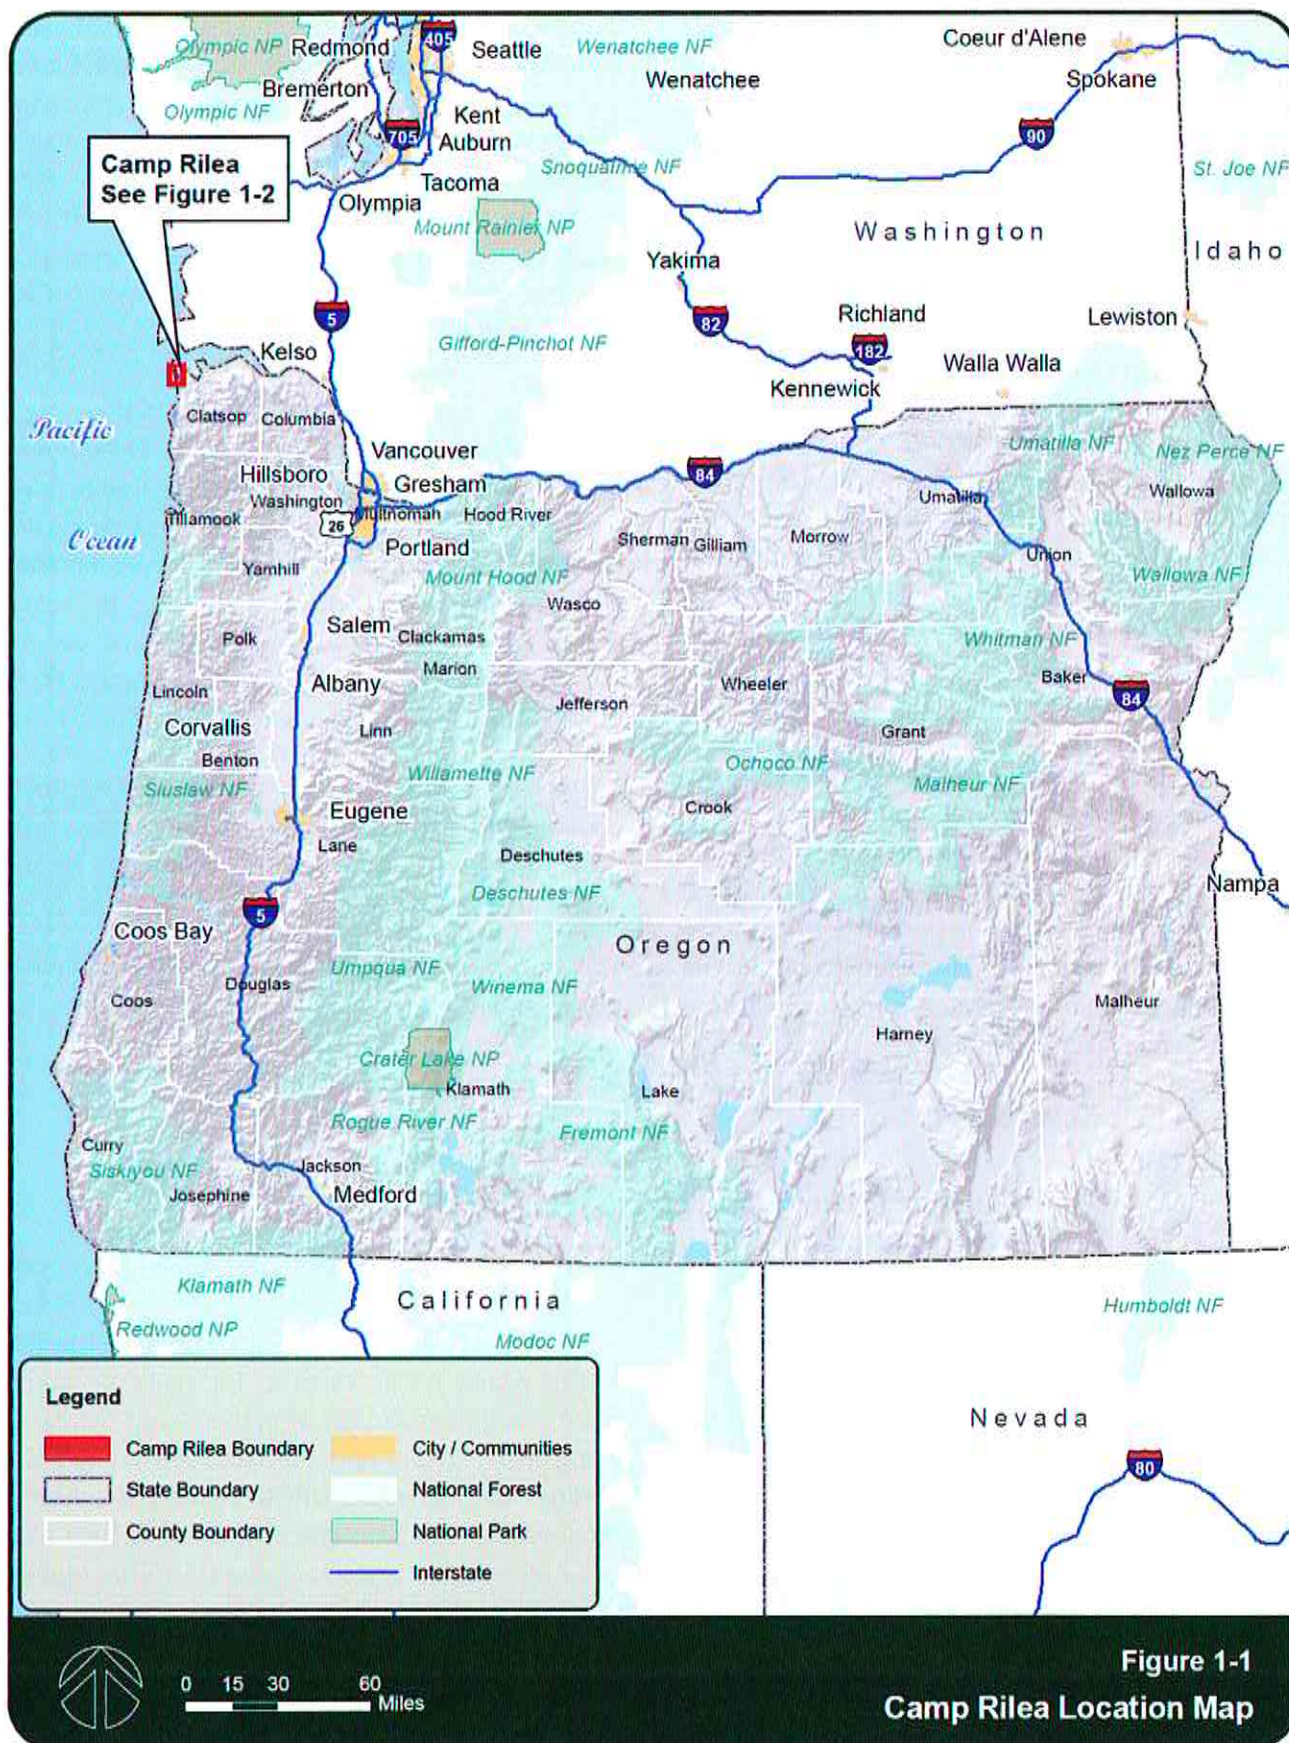 Olympic NP
Redmond
405
Seattle
Wenatchee NF
Coeur d'Alene
Wenatchee
Spokane
Bremerton
Olympic NF
Kent
705
Auburn
90
Camp Rilea
See Figure 1-2
Snoqualmie NF
St. Joe NF
Tacoma
Olympia
Mount Rainier NP
Washington
Idaho
Yakima
5
82
Richland
Lewiston
Gifford-Pinchot NF
Kelso
182
Walla Walla
Kennewick
Clatsop
Columbia
Pacific
Ocean
Vancouver
Umatilla NF
Nez Perce NF
Hillsboro
Gresham
84
Washington
Umatilla
Wallowa
Tillamook
26
Multnomah
Hood River
Portland
Sherman
Gilliam
Morrow
Union
Yamhill
Mount Hood NF
Wallowa NF
Wasco
Salem
Clackamas
Polk
Whitman NF
Marion
Albany
Wheeler
Baker
Lincoln
Jefferson
84
Corvallis
Linn
Grant
Benton
Willamette NF
Ochoco NF
Malheur NF
Siuslaw NF
Eugene
Crook
Lane
Deschutes
Deschutes NF
Nampa
5
Coos Bay
Oregon
Umpqua NF
Douglas
Winema NF
Coos
Malheur
Harney
Crater Lake NP
Klamath
Lake
Rogue River NF
Fremont NF
Curry
Siskiyou NF
Jackson
Josephine
Medford
Klamath NF
California
Humboldt NF
Redwood NP
Modoc NF
Nevada
80
Legend
Camp Rilea Boundary
City / Communities
State Boundary
National Forest
County Boundary
National Park
Interstate
0 15 30 60
Miles
Figure 1-1
Camp Rilea Location Map